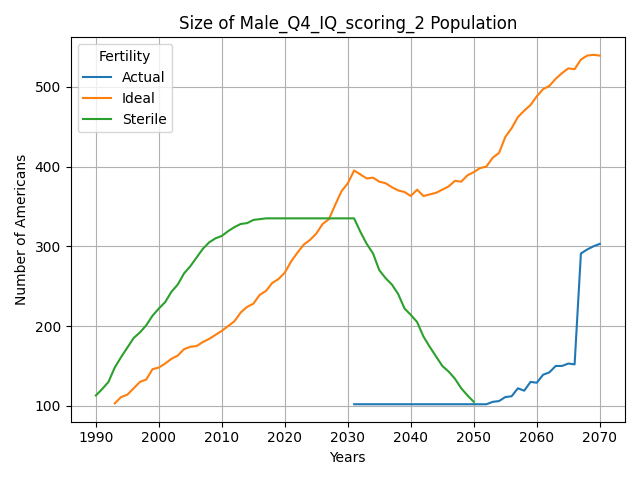 Size of Male_Q4_IQ_scoring_2 Population
Fertility
Actual
Ideal
Sterile
Number of Americans
500
400
300
200
100
1990 2000 2010 2020 2030 2040 2050 2060 2070
Years